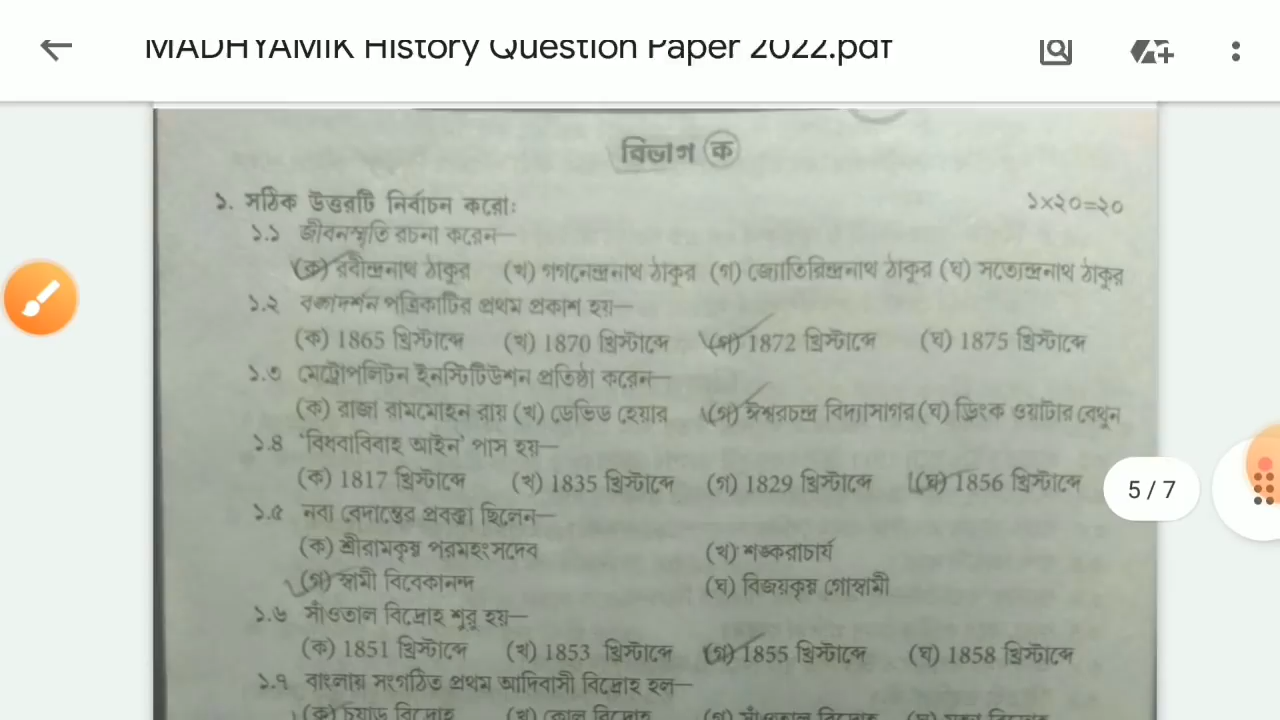 MADHYAMIK History Question Paper 2022.pdf
বিভাগ ক
১. সঠিক উত্তরটি নির্বাচন করো: ১x২০=২০
১.১ জীবনস্মৃতি রচনা করেন—
(ক) রবীন্দ্রনাথ ঠাকুর (খ) গগনেন্দ্রনাথ ঠাকুর (গ) জ্যোতিরিন্দ্রনাথ ঠাকুর (ঘ) সত্যেন্দ্রনাথ ঠাকুর
১.২ বঙ্গদর্শন পত্রিকাটির প্রথম প্রকাশ হয়—
(ক) 1865 খ্রিস্টাব্দে (খ) 1870 খ্রিস্টাব্দে (গ) 1872 খ্রিস্টাব্দে (ঘ) 1875 খ্রিস্টাব্দে
১.৩ মেট্রোপলিটন ইনস্টিটিউশন প্রতিষ্ঠা করেন—
(ক) রাজা রামমোহন রায় (খ) ডেভিড হেয়ার (গ) ঈশ্বরচন্দ্র বিদ্যাসাগর (ঘ) ড্রিংক ওয়াটার বেথুন
১.৪ 'বিধবাবিবাহ আইন' পাস হয়—
(ক) 1817 খ্রিস্টাব্দে (খ) 1835 খ্রিস্টাব্দে (গ) 1829 খ্রিস্টাব্দে (ঘ) 1856 খ্রিস্টাব্দে
5 / 7
১.৫ নব্য বেদান্তের প্রবক্তা ছিলেন—
(ক) শ্রীরামকৃষ্ণ পরমহংসদেব (খ) শঙ্করাচার্য
(গ) স্বামী বিবেকানন্দ (ঘ) বিজয়কৃষ্ণ গোস্বামী
১.৬ সাঁওতাল বিদ্রোহ শুরু হয়—
(ক) 1851 খ্রিস্টাব্দে (খ) 1853 খ্রিস্টাব্দে (গ) 1855 খ্রিস্টাব্দে (ঘ) 1858 খ্রিস্টাব্দে
১.৭ বাংলায় সংগঠিত প্রথম আদিবাসী বিদ্রোহ হল—
(ক) চুয়াড় বিদ্রোহ (খ) কোল বিদ্রোহ (গ) সাঁওতাল বিদ্রোহ (ঘ) মুন্ডা বিদ্রোহ